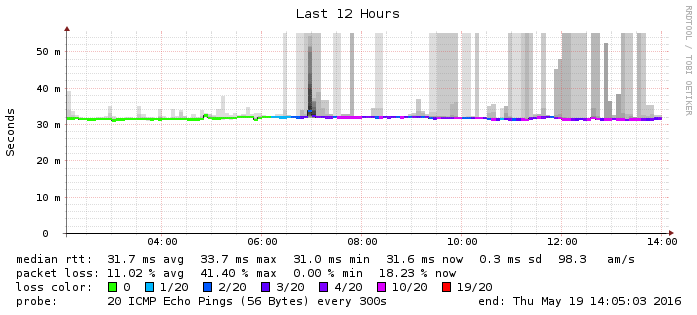 Last 12 Hours
RRDTOOL / TOBI OETIKER
Seconds
50 m
40 m
30 m
20 m
10 m
0
04:00 06:00 08:00 10:00 12:00 14:00
median rtt: 31.7 ms avg 33.7 ms max 31.0 ms min 31.6 ms now 0.3 ms sd 98.3 am/s
packet loss: 11.02 % avg 41.40 % max 0.00 % min 18.23 % now
loss color: 0 1/20 2/20 3/20 4/20 10/20 19/20
probe: 20 ICMP Echo Pings (56 Bytes) every 300s end: Thu May 19 14:05:03 2016